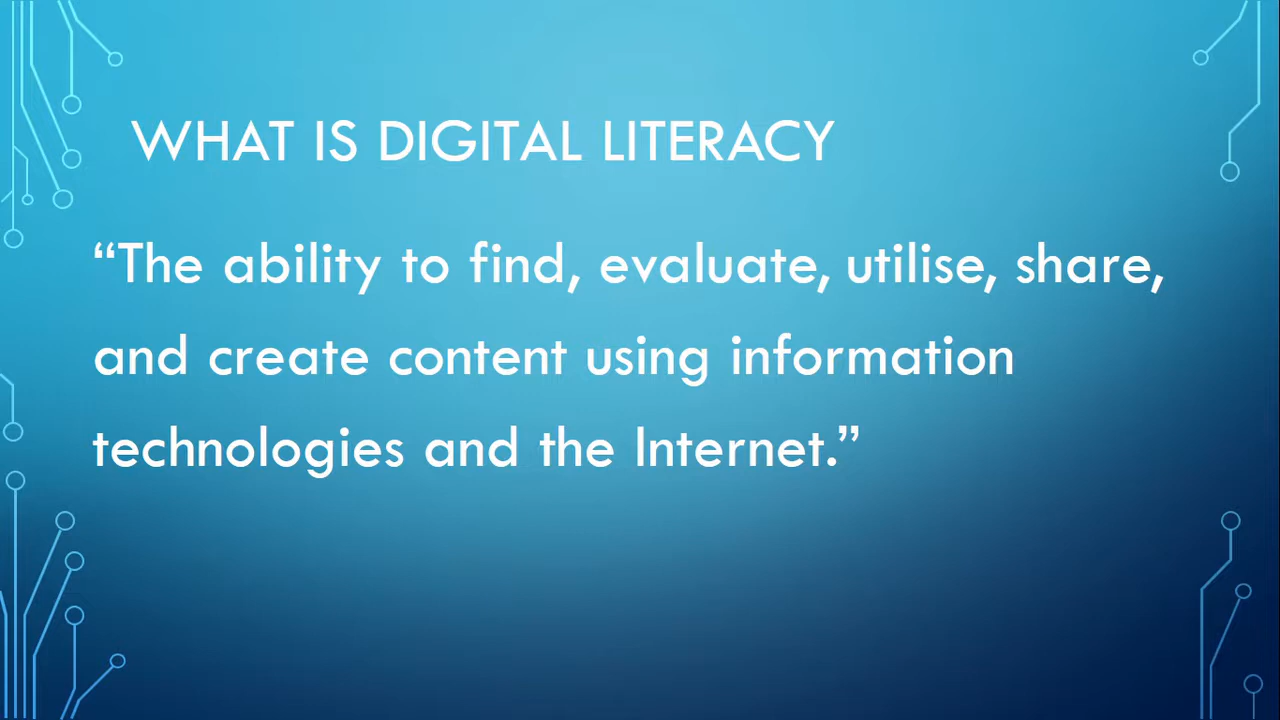 WHAT IS DIGITAL LITERACY
“The ability to find, evaluate, utilise, share,
and create content using information
technologies and the Internet.”